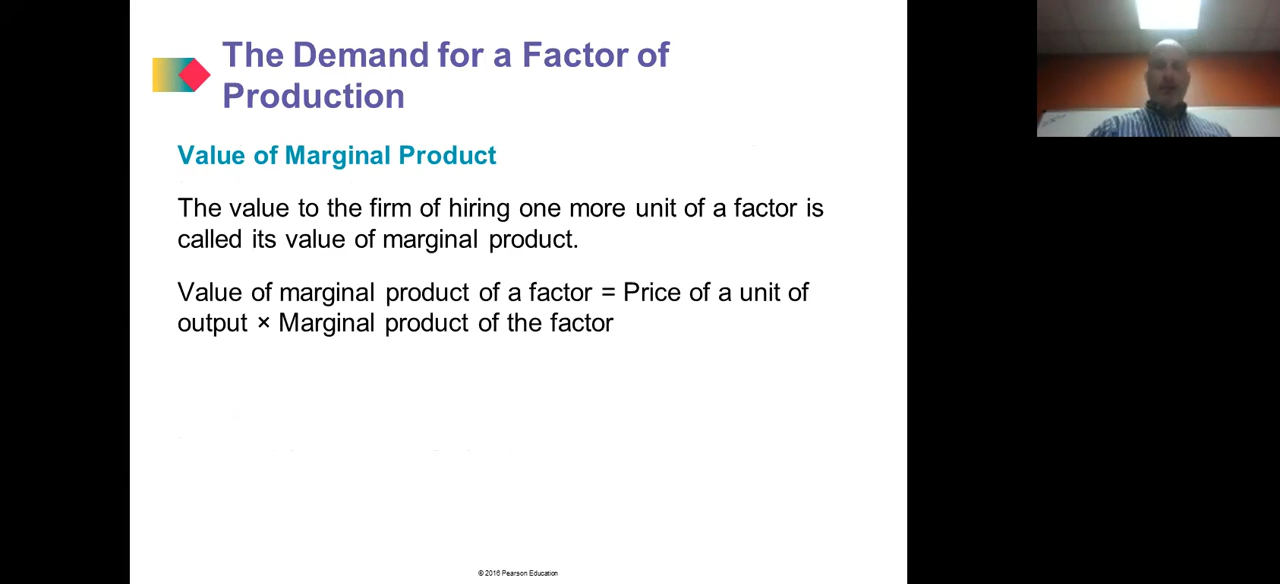 The Demand for a Factor of
Production
Value of Marginal Product
The value to the firm of hiring one more unit of a factor is
called its value of marginal product.
Value of marginal product of a factor = Price of a unit of
output × Marginal product of the factor
© 2016 Pearson Education